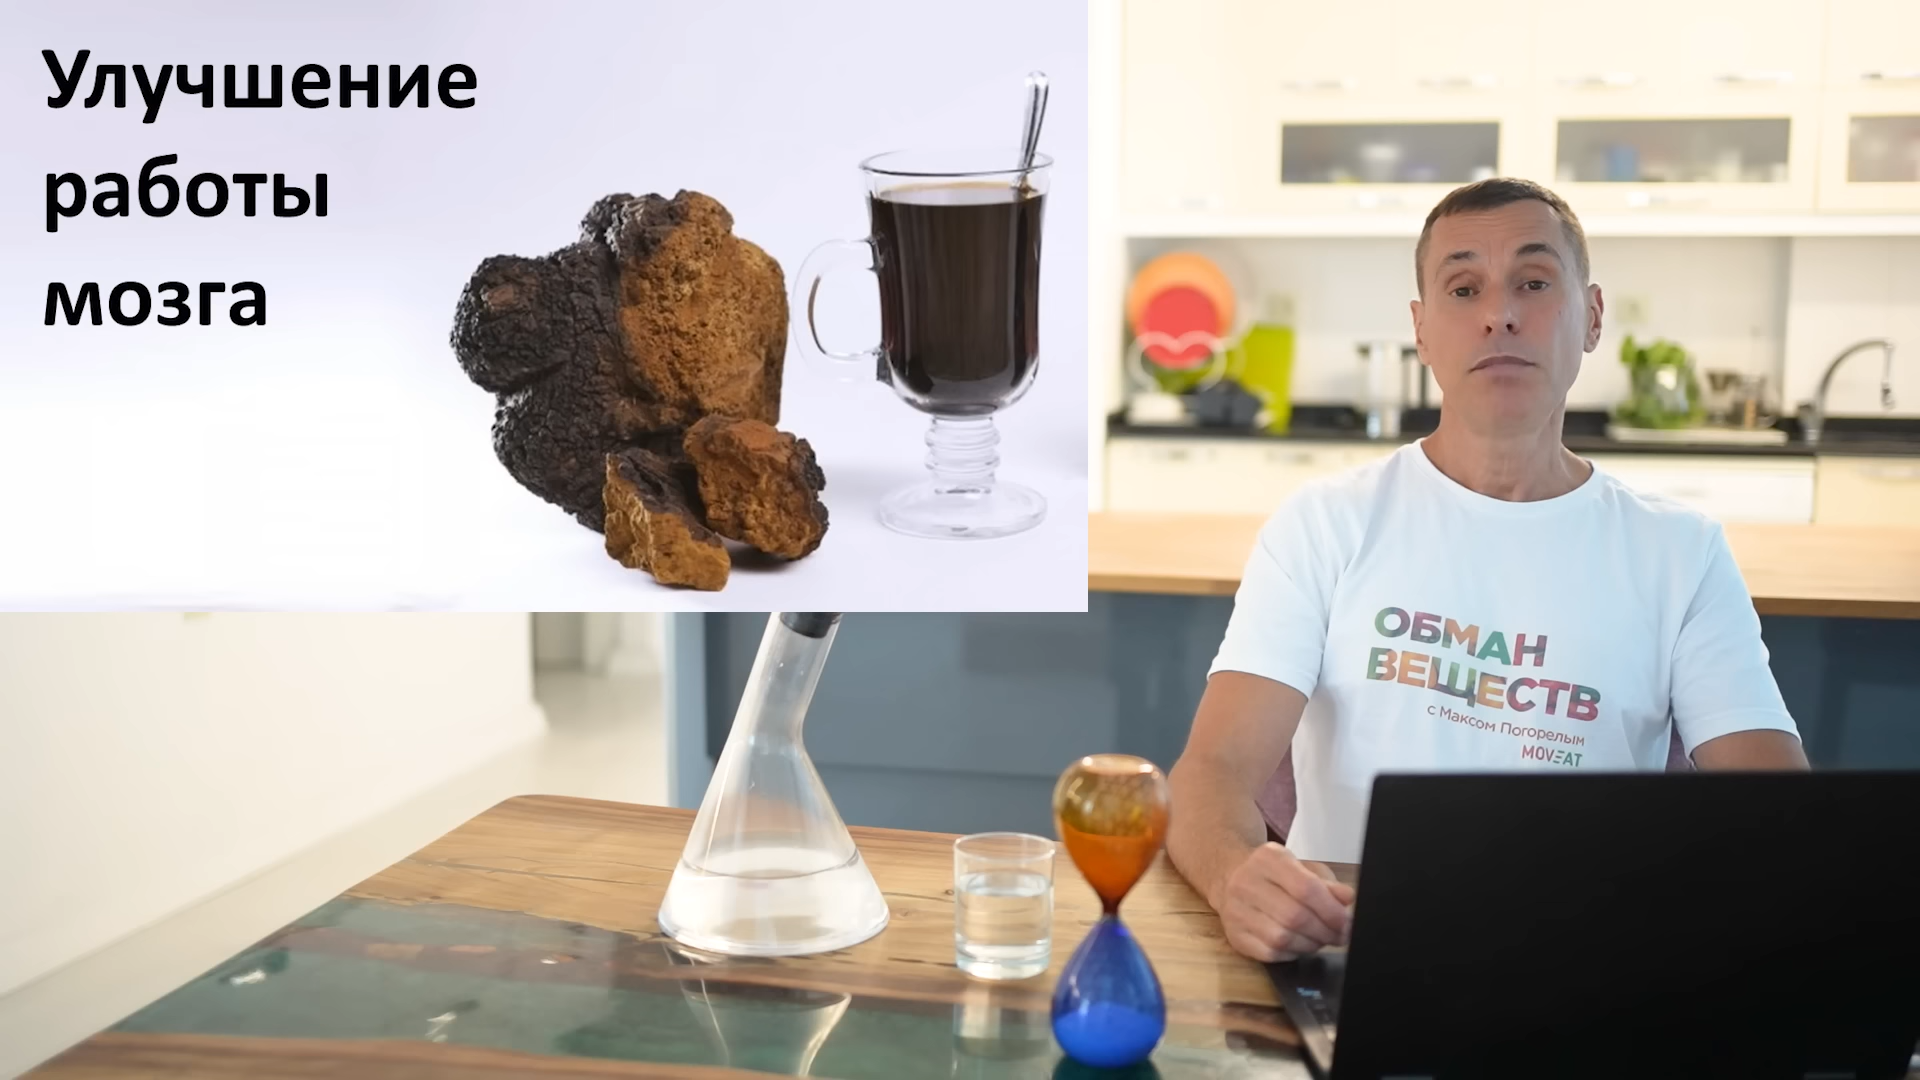 Улучшение
работы
мозга
ОБМАН
ВЕЩЕСТВ
с Максом Погорелым
MOVEAT